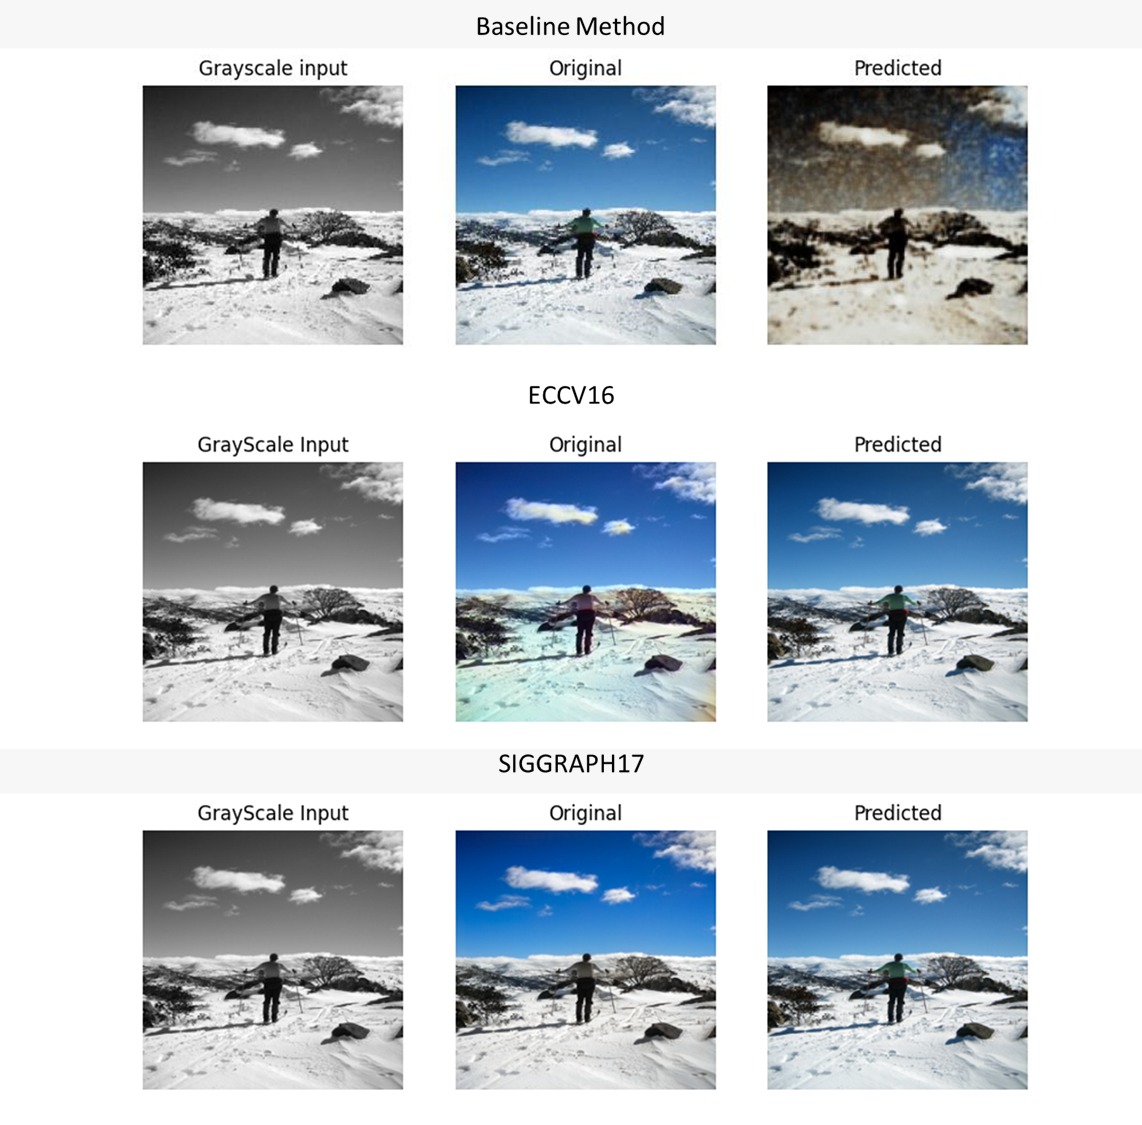 Baseline Method
Grayscale input Original Predicted
ECCV16
GrayScale Input Original Predicted
SIGGRAPH17
GrayScale Input Original Predicted